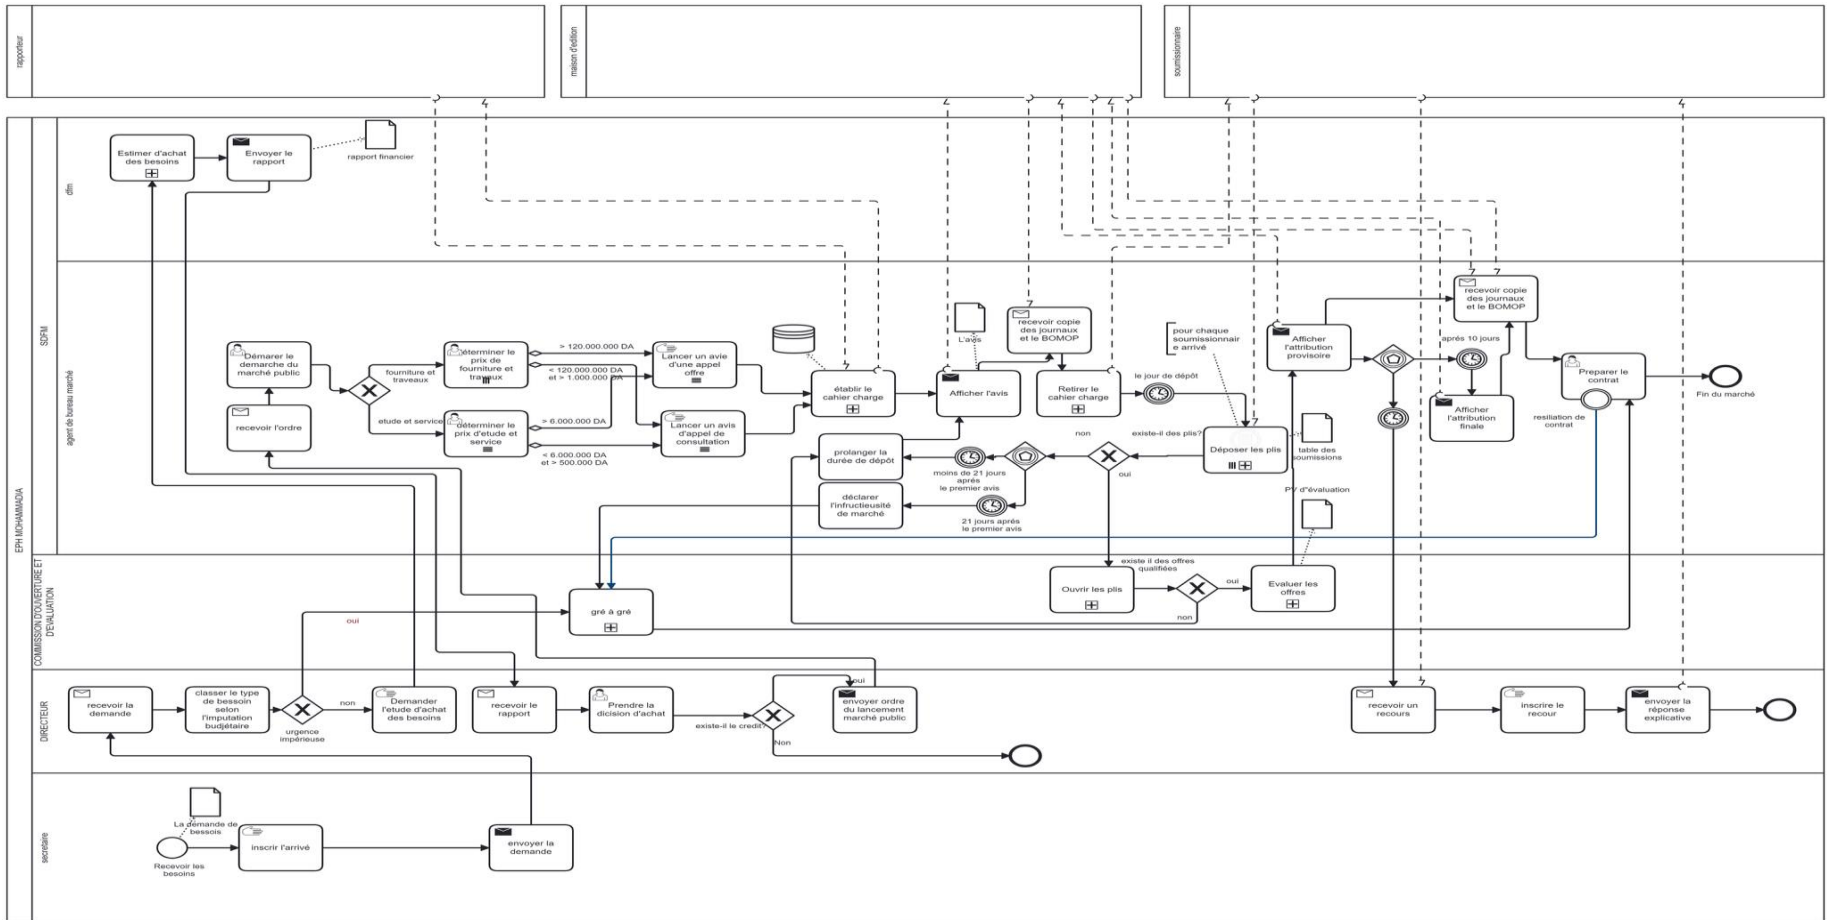 rapporteur
maison d'edition
soumissionnaire
EPH MOHAMMADIA
SDFM
dfm
Estimer d'achat
des besoins
Envoyer le
rapport
rapport financier
agent de bureau marché
Démarer le
demarche du
marché public
recevoir l'ordre
fourniture et
traveaux
etude et service
éterminer le
prix de
fourniture et
travaux
déterminer le
prix d'etude et
service
> 120.000.000 DA
< 120.000.000 DA
et > 1.000.000 DA
> 6.000.000 DA
< 6.000.000 DA
et > 500.000 DA
Lancer un avie
d'une appel
offre
Lancer un avis
d'appel de
consultation
établir le
cahier charge
L'avis
Afficher l'avis
recevoir copie
des journaux
et le BOMOP
Retirer le
cahier charge
le jour de dépôt
pour chaque
soumissionnair
e arrivé
existe-il des plis?
Déposer les plis
table des
soumissions
non
oui
prolanger la
durée de dépôt
moins de 21 jours
aprés
le premier avis
déclarer
l'infructieusité
de marché
21 jours aprés
le premier avis
PV d"évaluation
Afficher
l'attribution
provisoire
aprés 10 jours
Afficher
l'attribution
finale
recevoir copie
des journaux
et le BOMOP
Preparer le
contrat
resiliation de
contrat
Fin du marché
COMMISSION D'OUVERTURE ET
D'EVALUATION
gré à gré
oui
Ouvrir les plis
existe il des offres
qualifiées
oui
non
Evaluer les
offres
DIRECTEUR
recevoir la
demande
classer le type
de besoin selon
l'imputation
budjétaire
urgence
impérieuse
non
Demander
l'etude d'achat
des besoins
recevoir le
rapport
Prendre la
dicision d'achat
existe-il le credit?
oui
Non
envoyer ordre
du lancement
marché public
recevoir un
recours
inscrire le
recour
envoyer la
réponse
explicative
secretaire
La demande de
bessois
Recevoir les
besoins
inscrir l'arrivé
envoyer la
demande